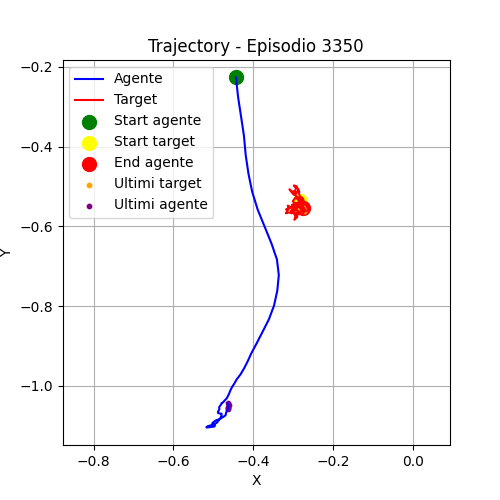 Trajectory - Episodio 3350
−0.2
−0.4
−0.6
−0.8
−1.0
Y
Agente
Target
Start agente
Start target
End agente
Ultimi target
Ultimi agente
−0.8
−0.6
−0.4
−0.2
0.0
X